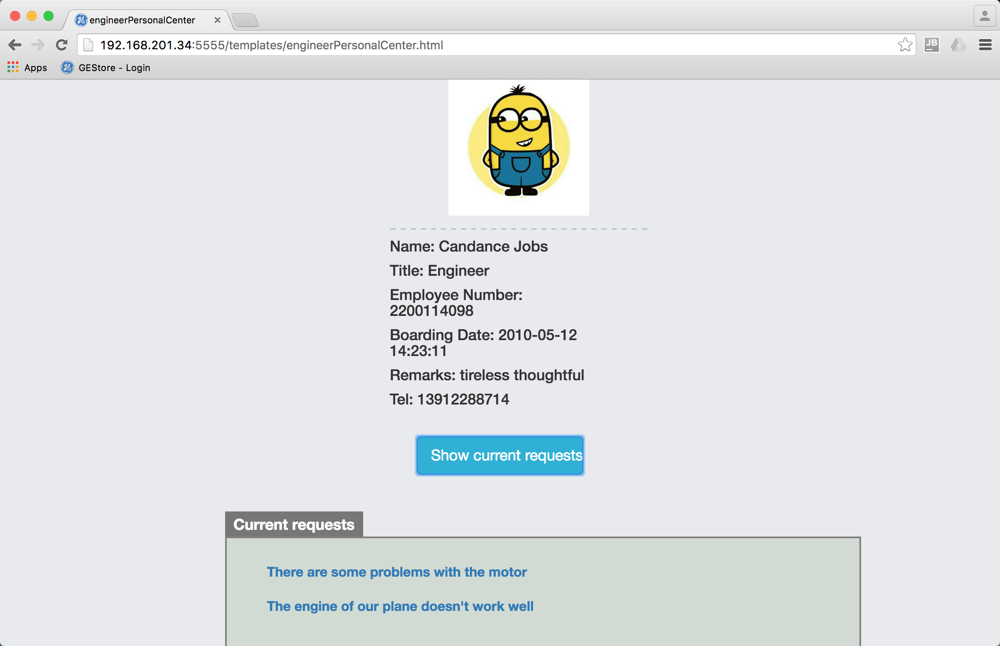 engineerPersonalCenter
192.168.201.34:5555/templates/engineerPersonalCenter.html
JB
Apps
GEStore - Login
Name: Candance Jobs
Title: Engineer
Employee Number:
2200114098
Boarding Date: 2010-05-12
14:23:11
Remarks: tireless thoughtful
Tel: 13912288714
Show current requests
Current requests
There are some problems with the motor
The engine of our plane doesn't work well